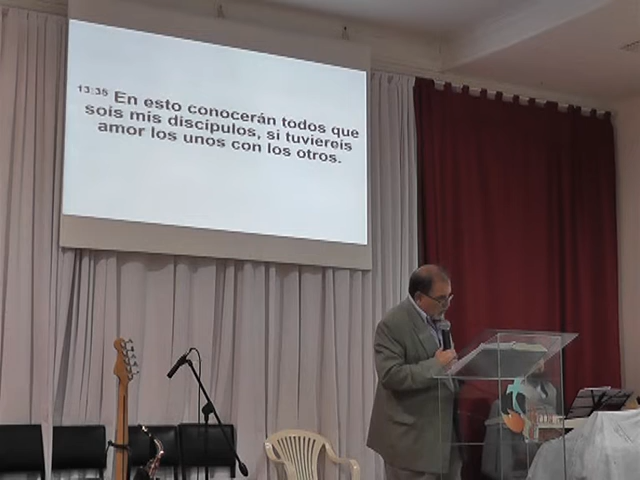 13:35 En esto conocerán todos que
sois mis discípulos, si tuviereis
amor los unos con los otros.